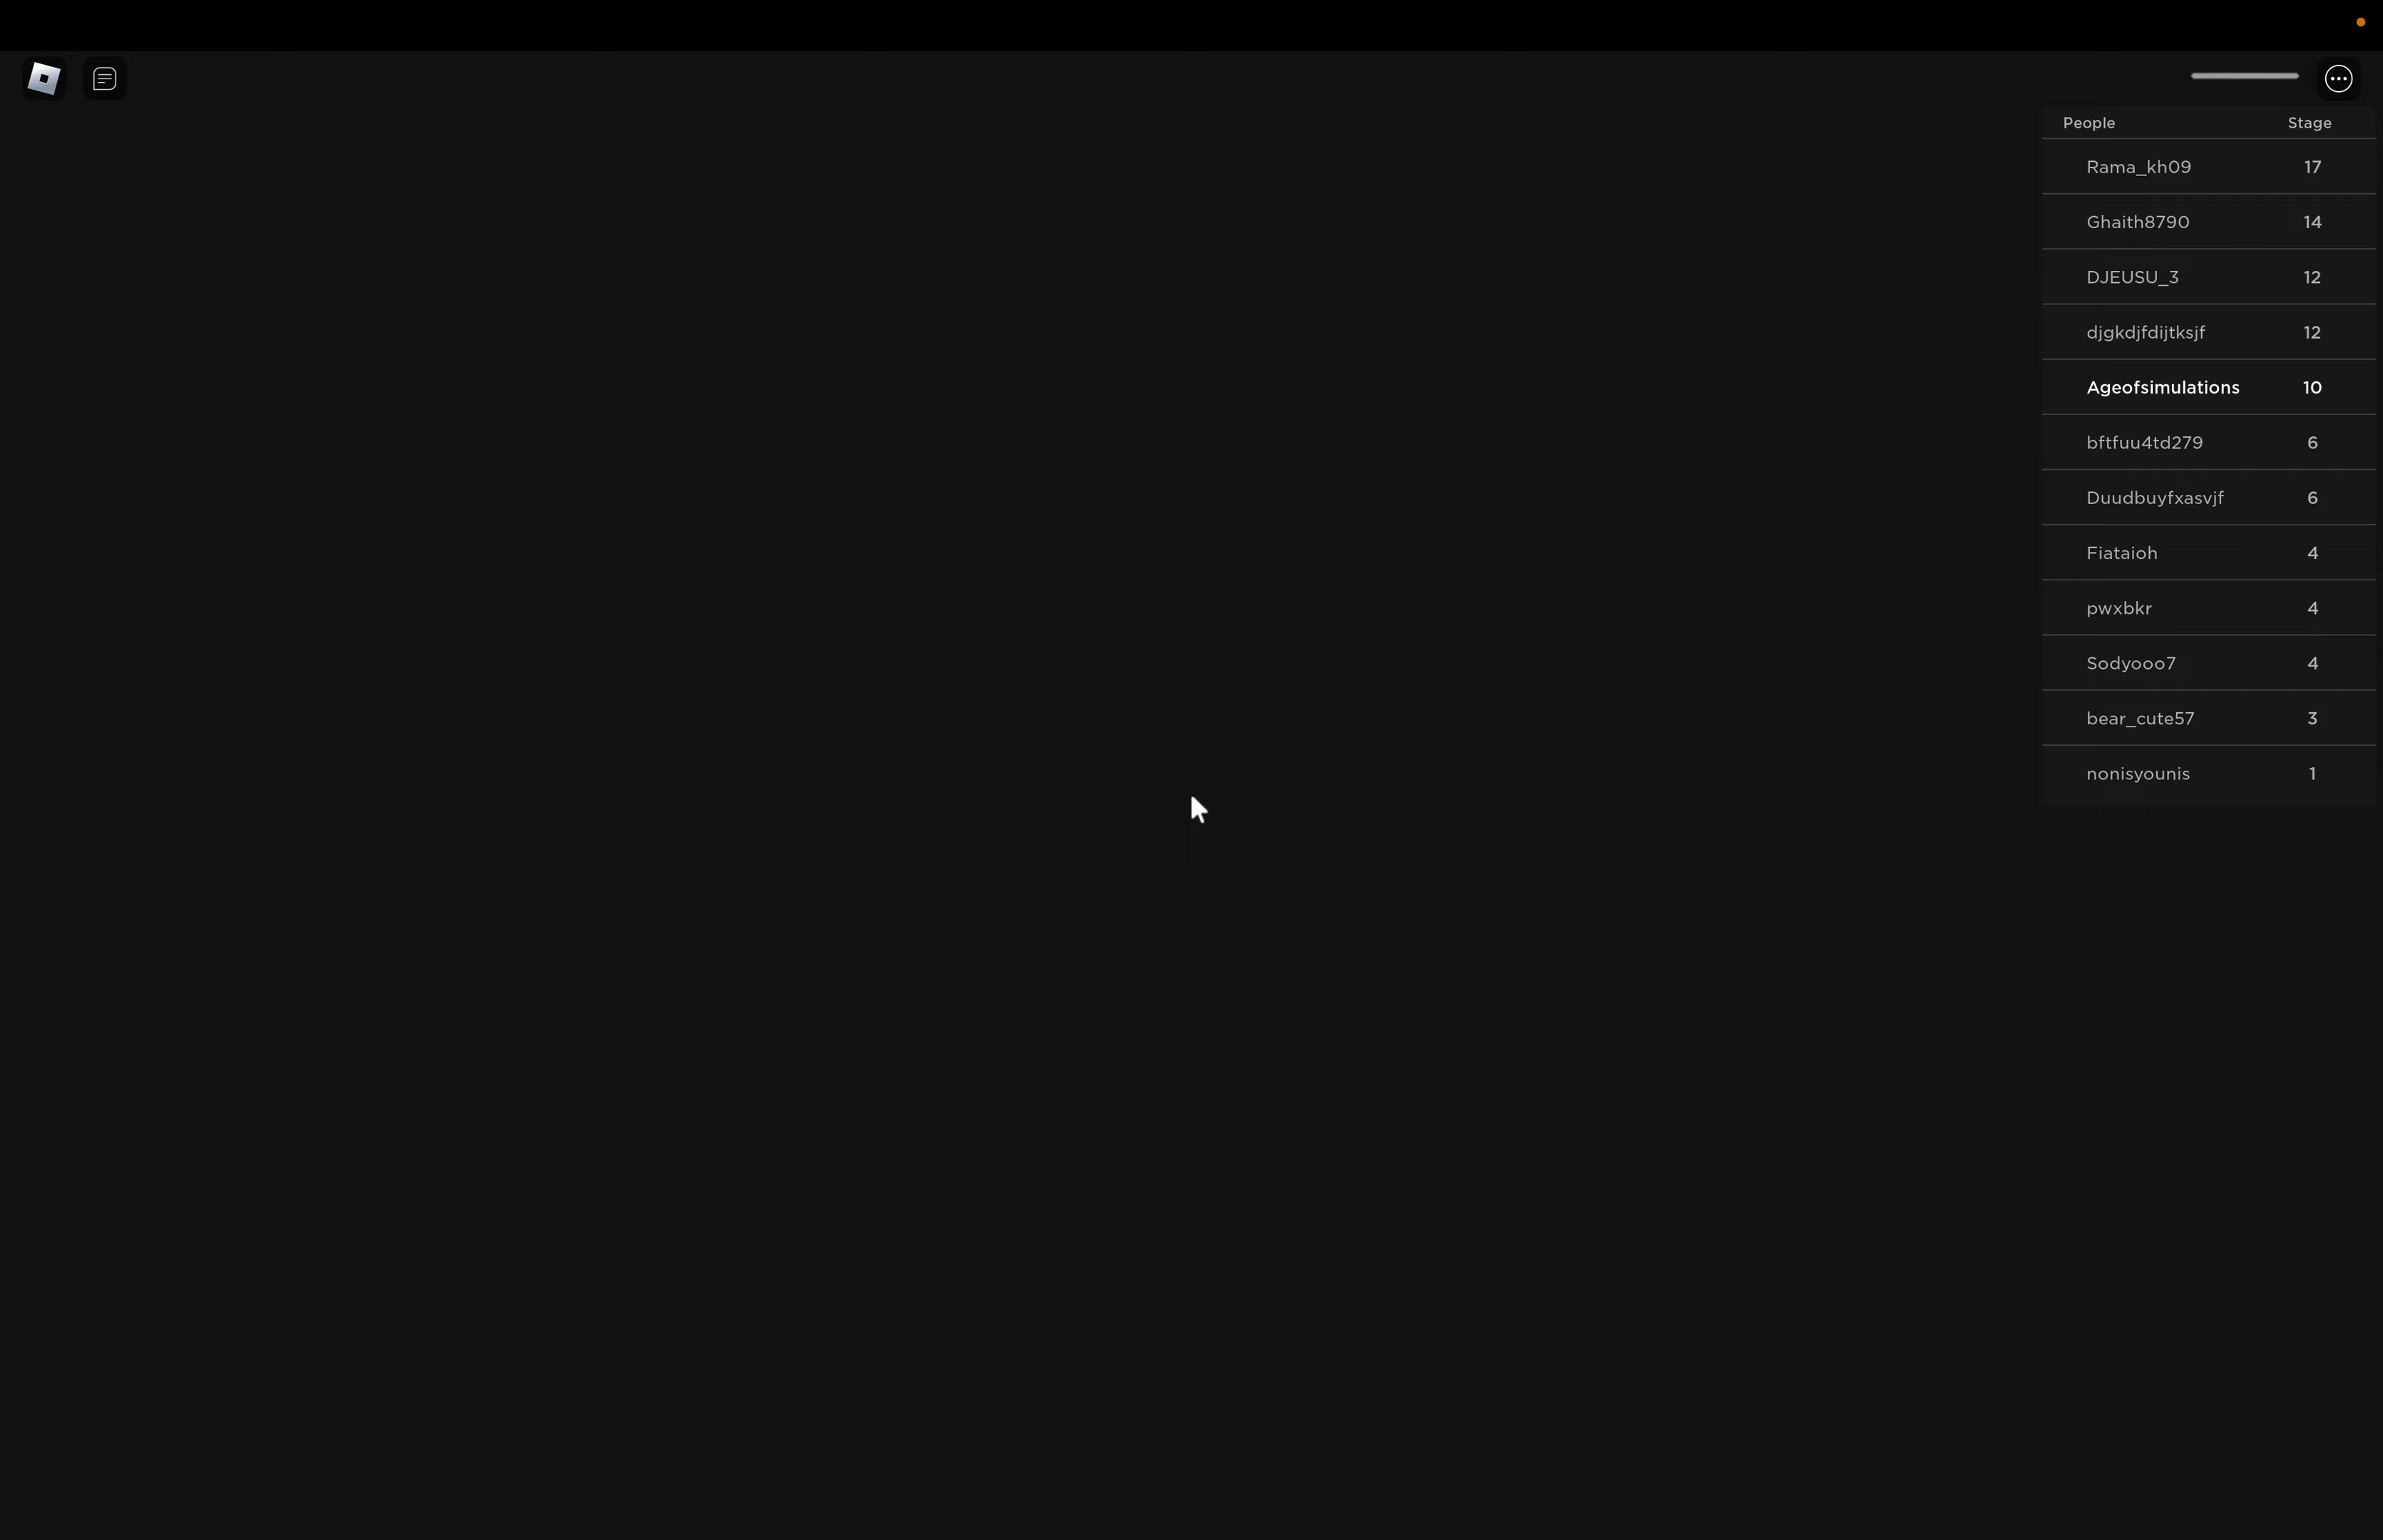 People Stage
Rama_kh09 17
Ghaith8790 14
DJEUSU_3 12
djgkdjfdijtksjf 12
Ageofsimulations 10
bftfuu4td279 6
Duudbuyfxasvjf 6
Fiataioh 4
pwxbkr 4
Sodyooo7 4
bear_cute57 3
nonisyounis 1